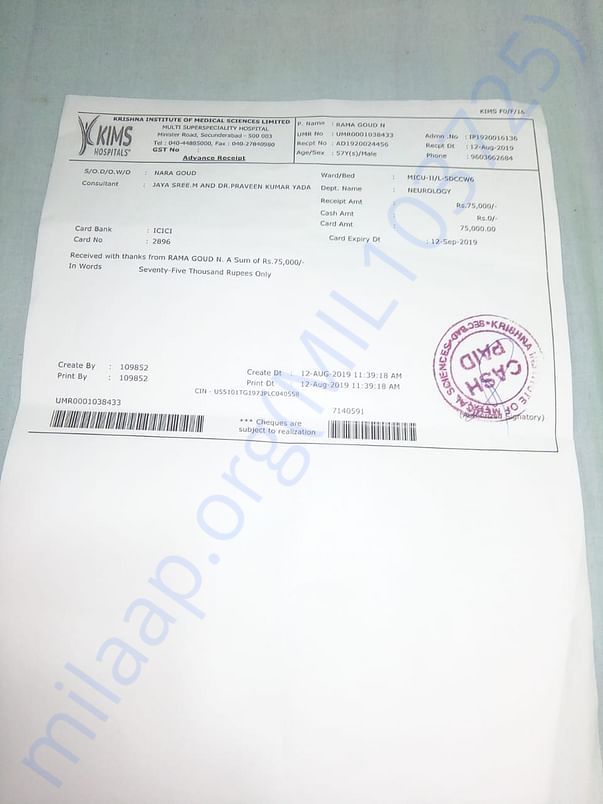 KIMS FO/F/16
KRISHNA INSTITUTE OF MEDICAL SCIENCES LIMITED
MULTI SUPERSPECIALITY HOSPITAL
Minister Road, Secunderabad - 500 003
Tel : 040-44885000, Fax : 040-27840980
GST No :
Advance Receipt
KIMS
HOSPITALS®
P. Name : RAMA GOUD N
UMR No : UMR0001038433 Admn .No : IP1920016136
Recpt No : AD1920024456 Recpt Dt : 12-Aug-2019
Age/Sex : 57Y(s)/Male Phone : 9603662684
S/O.D/O.W/O : NARA GOUD Ward/Bed : MICU-II/L-SDCCW6
Consultant : JAYA SREE.M AND DR.PRAVEEN KUMAR YADA Dept. Name : NEUROLOGY
Receipt Amt : Rs.75,000/-
Cash Amt : Rs.0/-
Card Amt : 75,000.00
Card Bank : ICICI
Card No : 2896 Card Expiry Dt : 12-Sep-2019
Received with thanks from RAMA GOUD N. A Sum of Rs.75,000/-
In Words Seventy-Five Thousand Rupees Only
Create By : 109852 Create Dt : 12-AUG-2019 11:39:18 AM
Print By : 109852 Print Dt : 12-AUG-2019 11:39:18 AM
CIN - U55101TG1973PLC040558
UMR0001038433 7140591
*** Cheques are
subject to realization
(Authorised Signatory)
KRISHNA INSTITUTE OF MEDICAL SCIENCES
SEC'BAD
CASH
PAID
milaap.org(MIL103725)